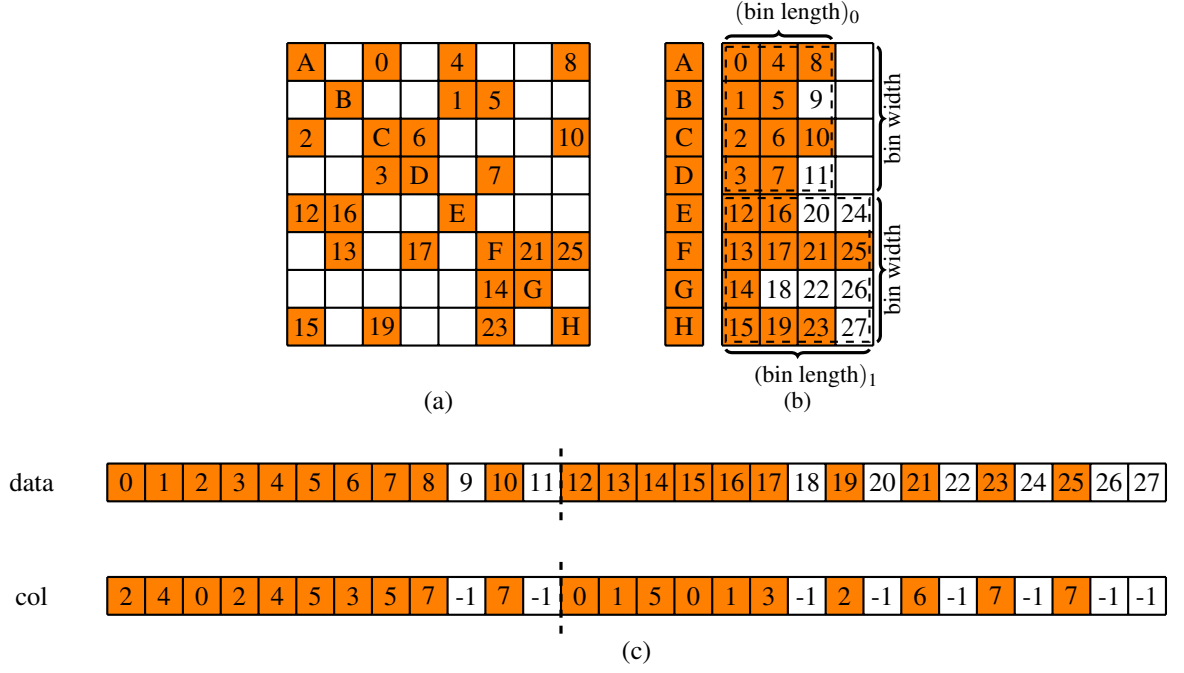 (bin length)0
A 0 4 8
B 1 5
2 C 6 10
3 D 7
12 16 E
13 17 F 21 25
14 G
15 19 23 H
(a)
A 0 4 8
B 1 5 9
C 2 6 10
D 3 7 11
E 12 16 20 24
F 13 17 21 25
G 14 18 22 26
H 15 19 23 27
bin width
bin width
(bin length)1
(b)
data 0 1 2 3 4 5 6 7 8 9 10 11 12 13 14 15 16 17 18 19 20 21 22 23 24 25 26 27
col 2 4 0 2 4 5 3 5 7 -1 7 -1 0 1 5 0 1 3 -1 2 -1 6 -1 7 -1 7 -1 -1
(c)